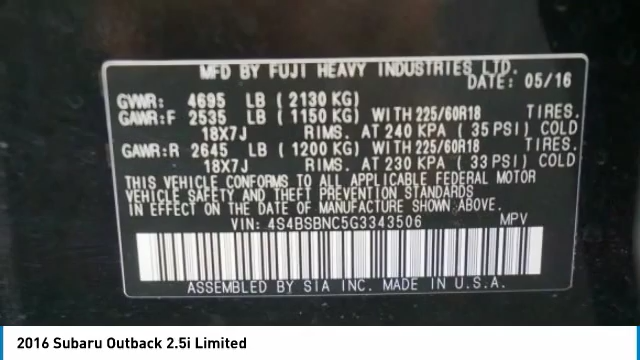 MFD BY FUJI HEAVY INDUSTRIES LTD.
DATE: 05/16
GVWR: 4695 LB (2130 KG)
GAWR:F 2535 LB (1150 KG) WITH 225/60R18 TIRES.
18X7J RIMS. AT 240 KPA (35 PSI) COLD
GAWR:R 2645 LB (1200 KG) WITH 225/60R18 TIRES.
18X7J RIMS. AT 230 KPA (33 PSI) COLD
THIS VEHICLE CONFORMS TO ALL APPLICABLE FEDERAL MOTOR
VEHICLE SAFETY AND THEFT PREVENTION STANDARDS
IN EFFECT ON THE DATE OF MANUFACTURE SHOWN ABOVE.
VIN: 4S4BSBNC5G3343506 MPV
ASSEMBLED BY SIA INC. MADE IN U.S.A.
2016 Subaru Outback 2.5i Limited